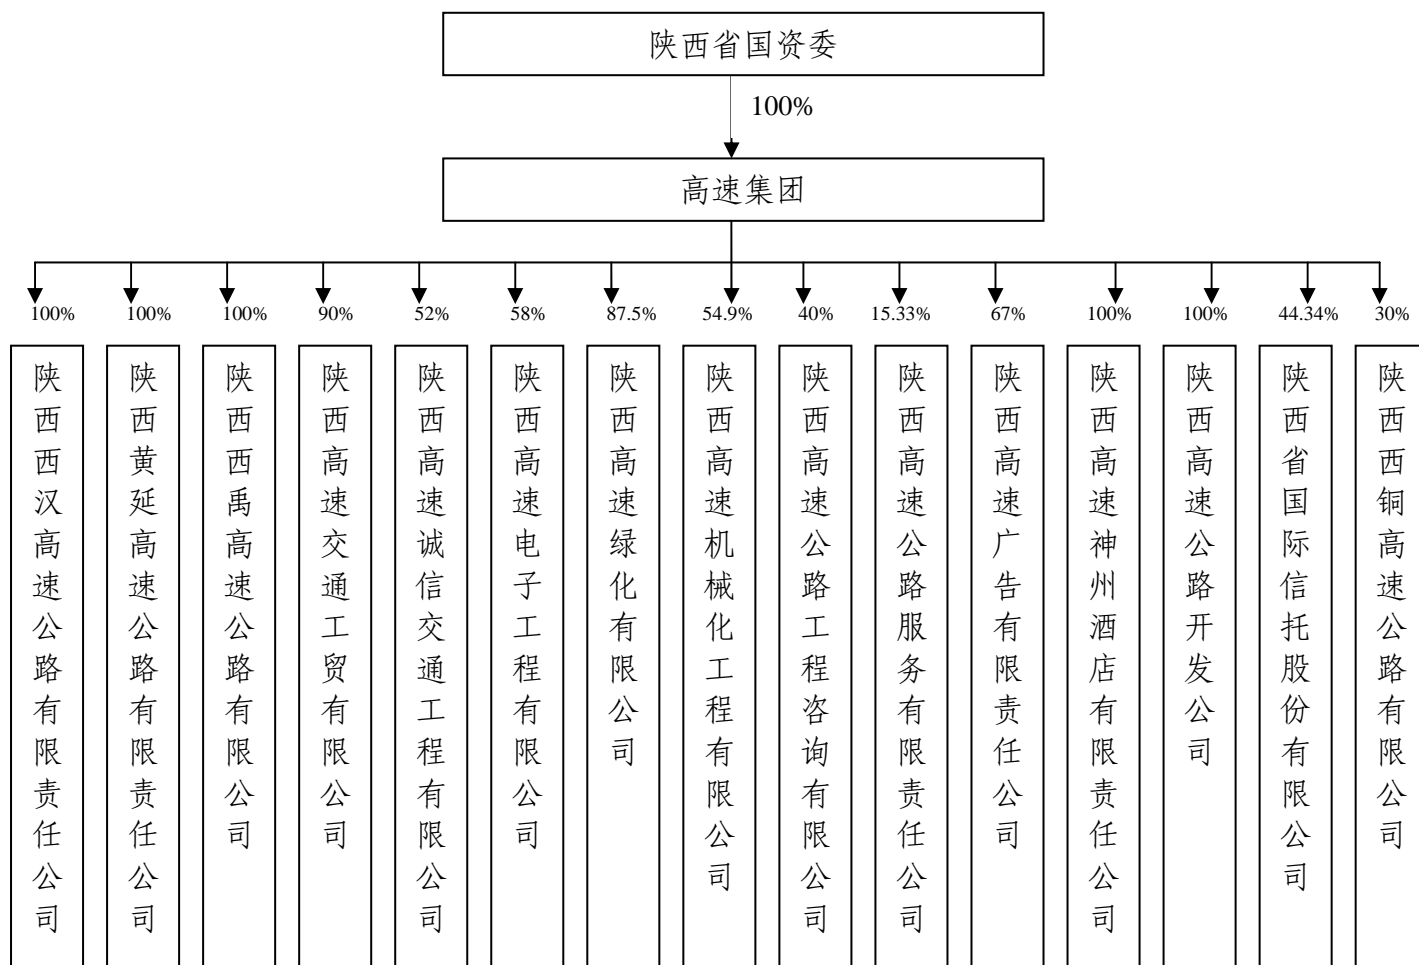 陕西省国资委
100%
高速集团
100%
100%
100%
90%
52%
58%
87.5%
54.9%
40%
15.33%
67%
100%
100%
44.34%
30%
陕西西汉高速公路有限责任公司
陕西黄延高速公路有限责任公司
陕西西禹高速公路有限公司
陕西高速交通工贸有限公司
陕西高速诚信交通工程有限公司
陕西高速电子工程有限公司
陕西高速绿化有限公司
陕西高速机械化工程有限公司
陕西高速公路工程咨询有限公司
陕西高速公路服务有限责任公司
陕西高速广告有限责任公司
陕西高速神州酒店有限责任公司
陕西高速公路开发公司
陕西省国际信托股份有限公司
陕西西铜高速公路有限公司